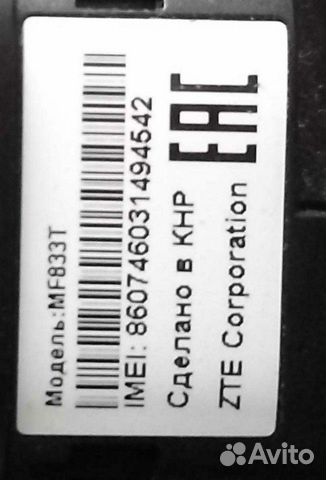 Модель:MF833T
IMEI: 860746031494542
Сделано в КНР
ZTE Corporation
EAC
Avito